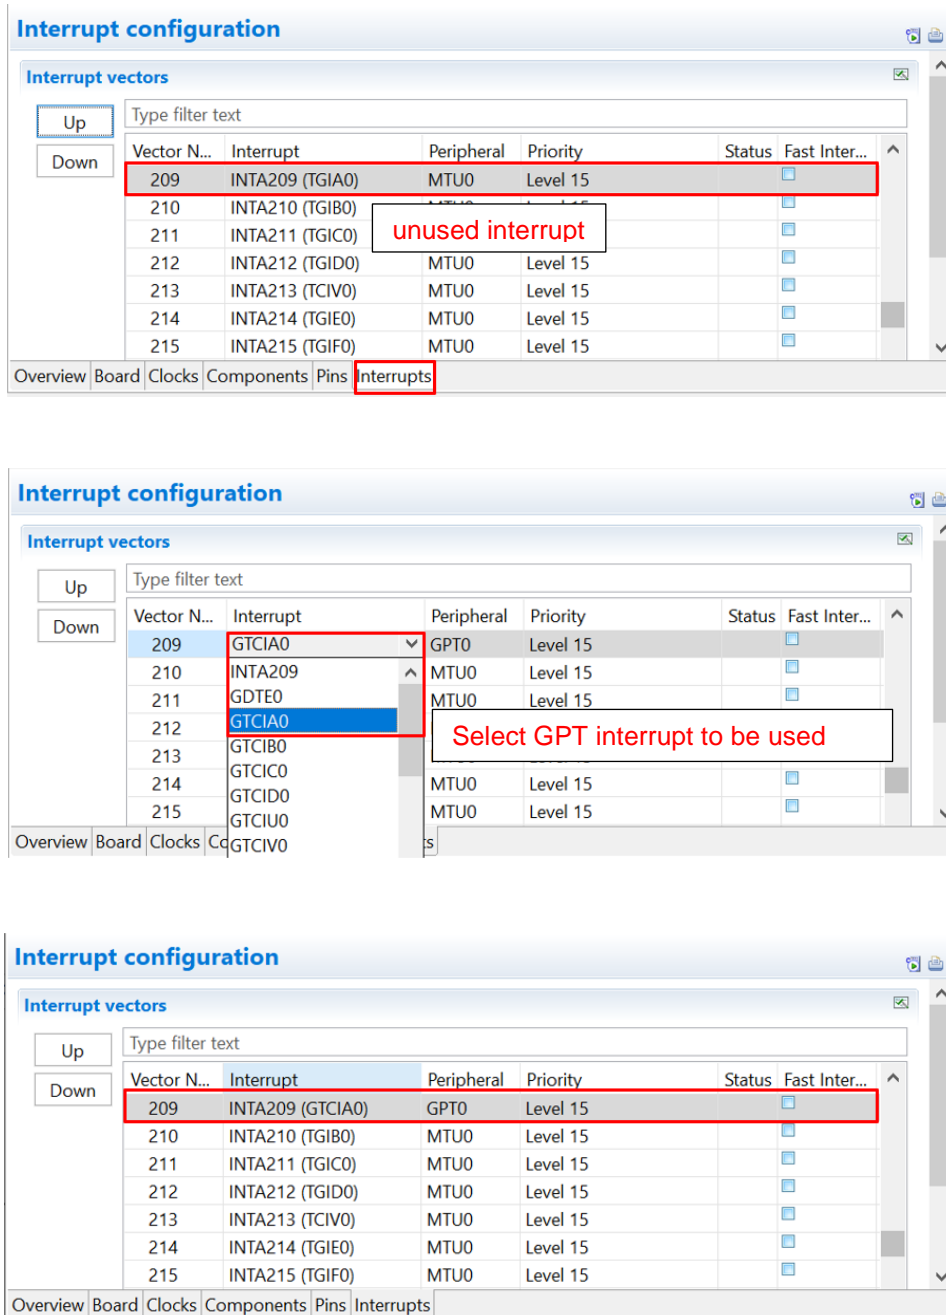 Interrupt configuration
Interrupt vectors
Up
Type filter text
Down
Vector N... Interrupt Peripheral Priority Status Fast Inter...
209 INTA209 (TGIA0) MTU0 Level 15
210 INTA210 (TGIB0)
unused interrupt
211 INTA211 (TGIC0)
212 INTA212 (TGID0) MTU0 Level 15
213 INTA213 (TCIV0) MTU0 Level 15
214 INTA214 (TGIE0) MTU0 Level 15
215 INTA215 (TGIF0) MTU0 Level 15
Overview Board Clocks Components Pins Interrupts
Interrupt configuration
Interrupt vectors
Up
Type filter text
Down
Vector N... Interrupt Peripheral Priority Status Fast Inter...
209 GTCIA0 GPT0 Level 15
210 INTA209 MTU0 Level 15
211 GDTE0 MTU0 Level 15
212 GTCIA0
Select GPT interrupt to be used
213 GTCIB0
214 GTCIC0 MTU0 Level 15
GTCID0
215 GTCIU0 MTU0 Level 15
Overview Board Clocks GTCIV0
Interrupt configuration
Interrupt vectors
Up
Type filter text
Down
Vector N... Interrupt Peripheral Priority Status Fast Inter...
209 INTA209 (GTCIA0) GPT0 Level 15
210 INTA210 (TGIB0) MTU0 Level 15
211 INTA211 (TGIC0) MTU0 Level 15
212 INTA212 (TGID0) MTU0 Level 15
213 INTA213 (TCIV0) MTU0 Level 15
214 INTA214 (TGIE0) MTU0 Level 15
215 INTA215 (TGIF0) MTU0 Level 15
Overview Board Clocks Components Pins Interrupts